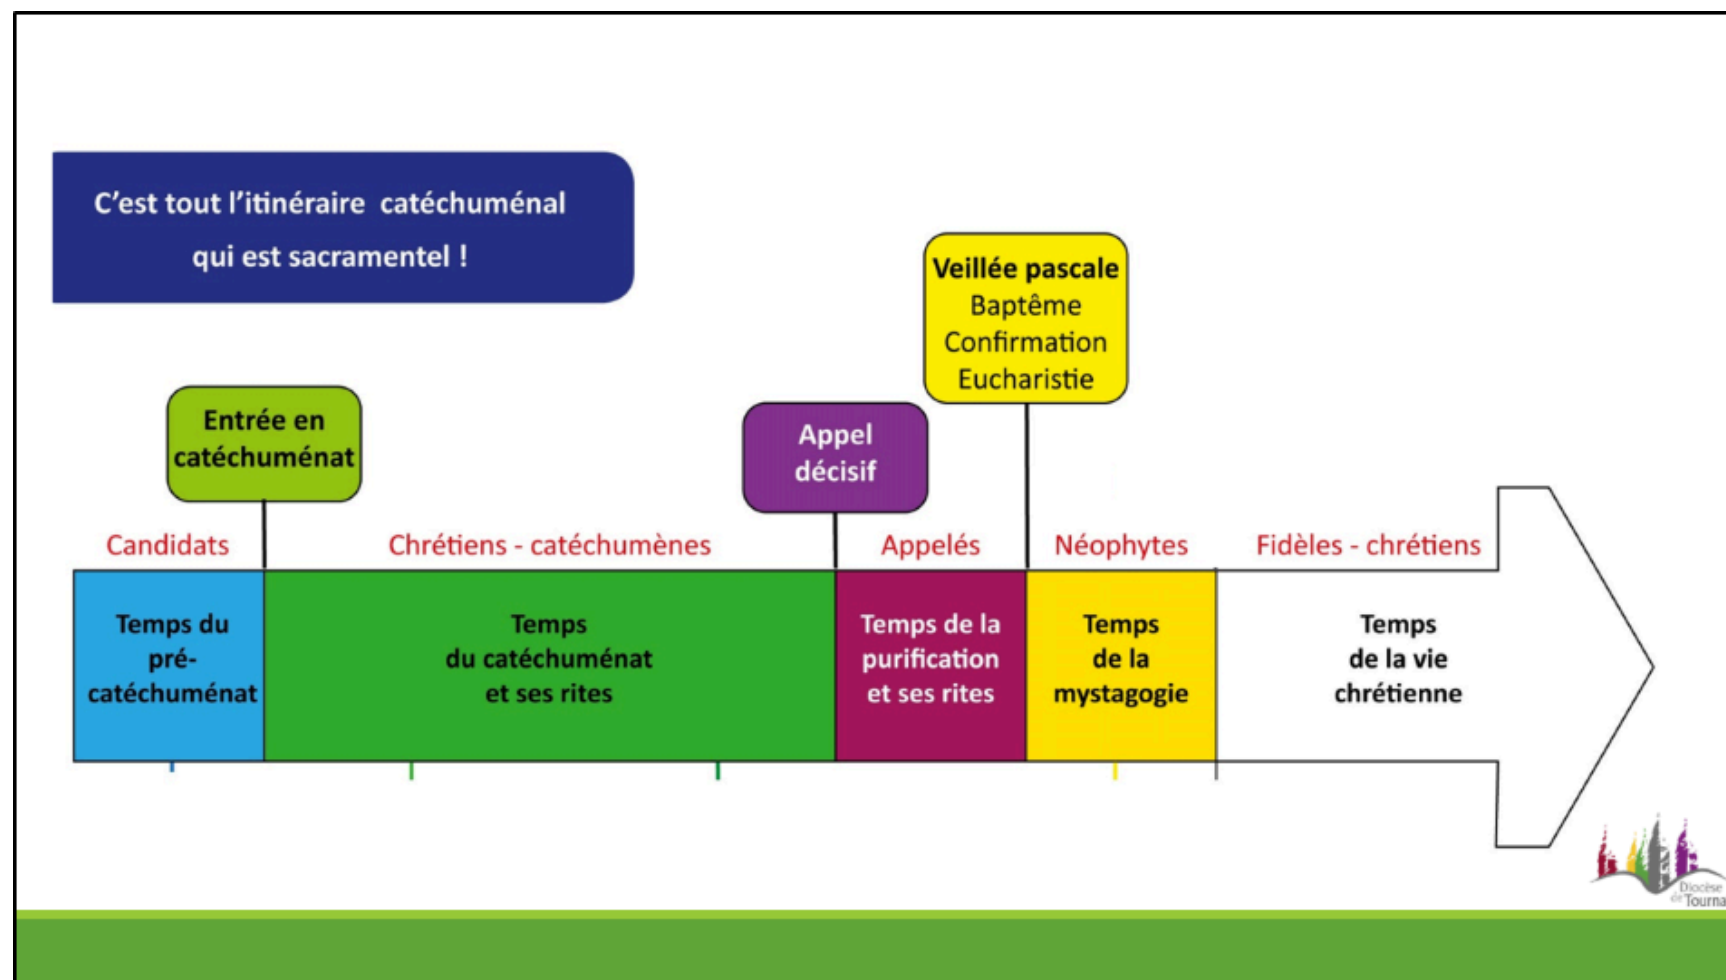 C'est tout l'itinéraire catéchuménal
qui est sacramentel !
Veillée pascale
Baptême
Confirmation
Eucharistie
Entrée en
catéchuménat
Appel
décisif
Candidats
Chrétiens - catéchumènes
Appelés
Néophytes
Fidèles - chrétiens
Temps du
pré-
catéchuménat
Temps
du catéchuménat
et ses rites
Temps de la
purification
et ses rites
Temps
de la
mystagogie
Temps
de la vie
chrétienne
Diocèse
de Tourna